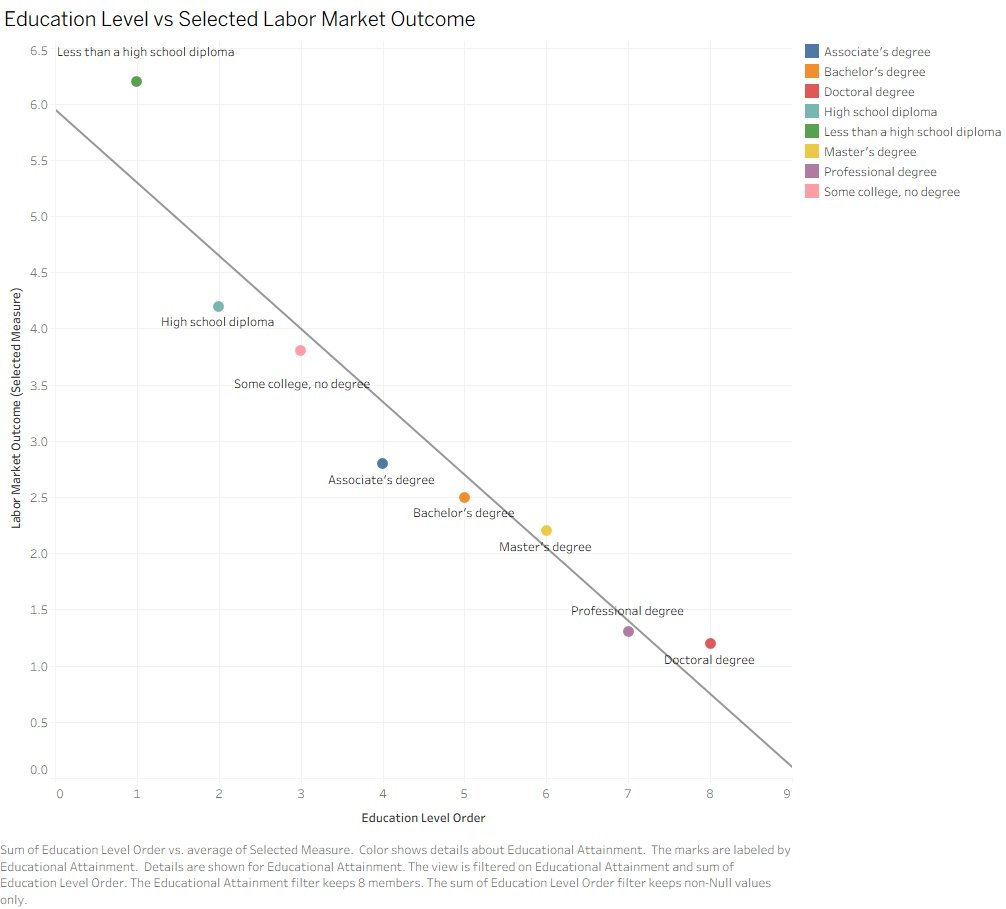 Education Level vs Selected Labor Market Outcome
6.5
6.0
5.5
5.0
4.5
4.0
3.5
3.0
2.5
2.0
1.5
1.0
0.5
0.0
Labor Market Outcome (Selected Measure)
Less than a high school diploma
High school diploma
Some college, no degree
Associate's degree
Bachelor's degree
Master's degree
Professional degree
Doctoral degree
0 1 2 3 4 5 6 7 8 9
Education Level Order
Associate's degree
Bachelor's degree
Doctoral degree
High school diploma
Less than a high school diploma
Master's degree
Professional degree
Some college, no degree
Sum of Education Level Order vs. average of Selected Measure.  Color shows details about Educational Attainment.  The marks are labeled by
Educational Attainment.  Details are shown for Educational Attainment. The view is filtered on Educational Attainment and sum of
Education Level Order. The Educational Attainment filter keeps 8 members. The sum of Education Level Order filter keeps non-Null values
only.